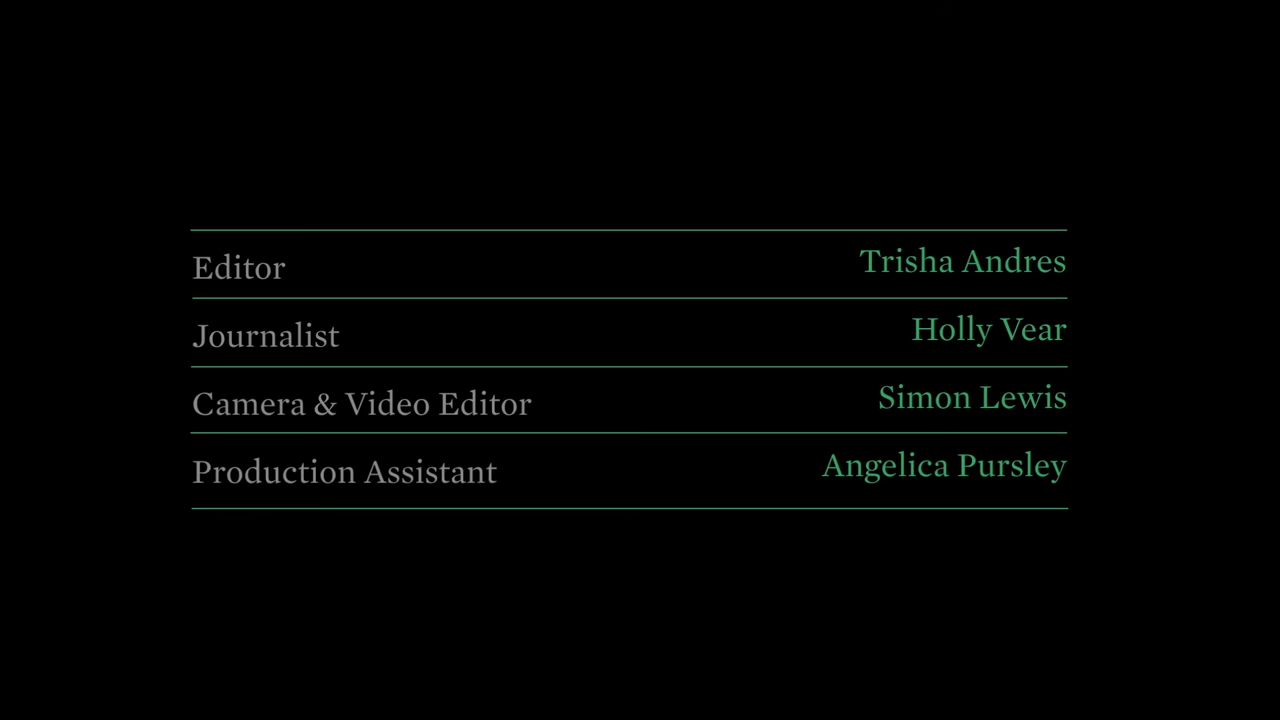 Editor Trisha Andres
Journalist Holly Vear
Camera & Video Editor Simon Lewis
Production Assistant Angelica Pursley